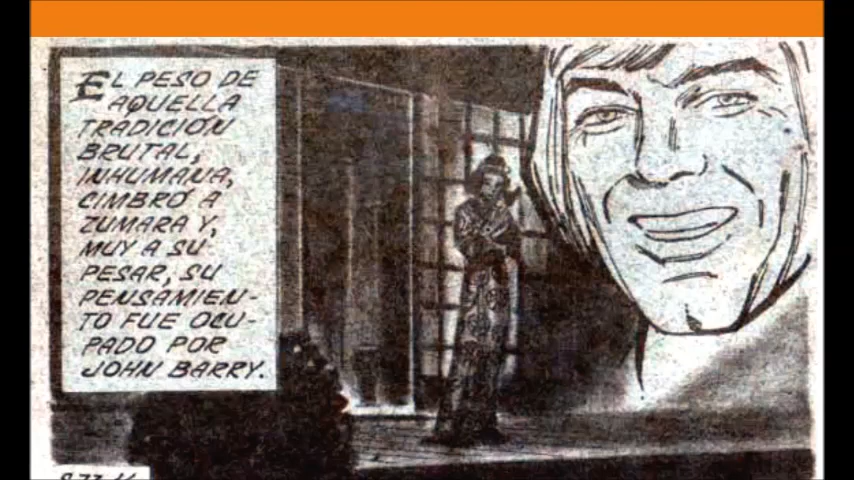 EL PESO DE
AQUELLA
TRADICIÓN
BRUTAL,
INHUMANA,
CIMBRÓ A
ZUMARA Y,
MUY A SU
PESAR, SU
PENSAMIEN-
TO FUE OCU-
PADO POR
JOHN BARRY.